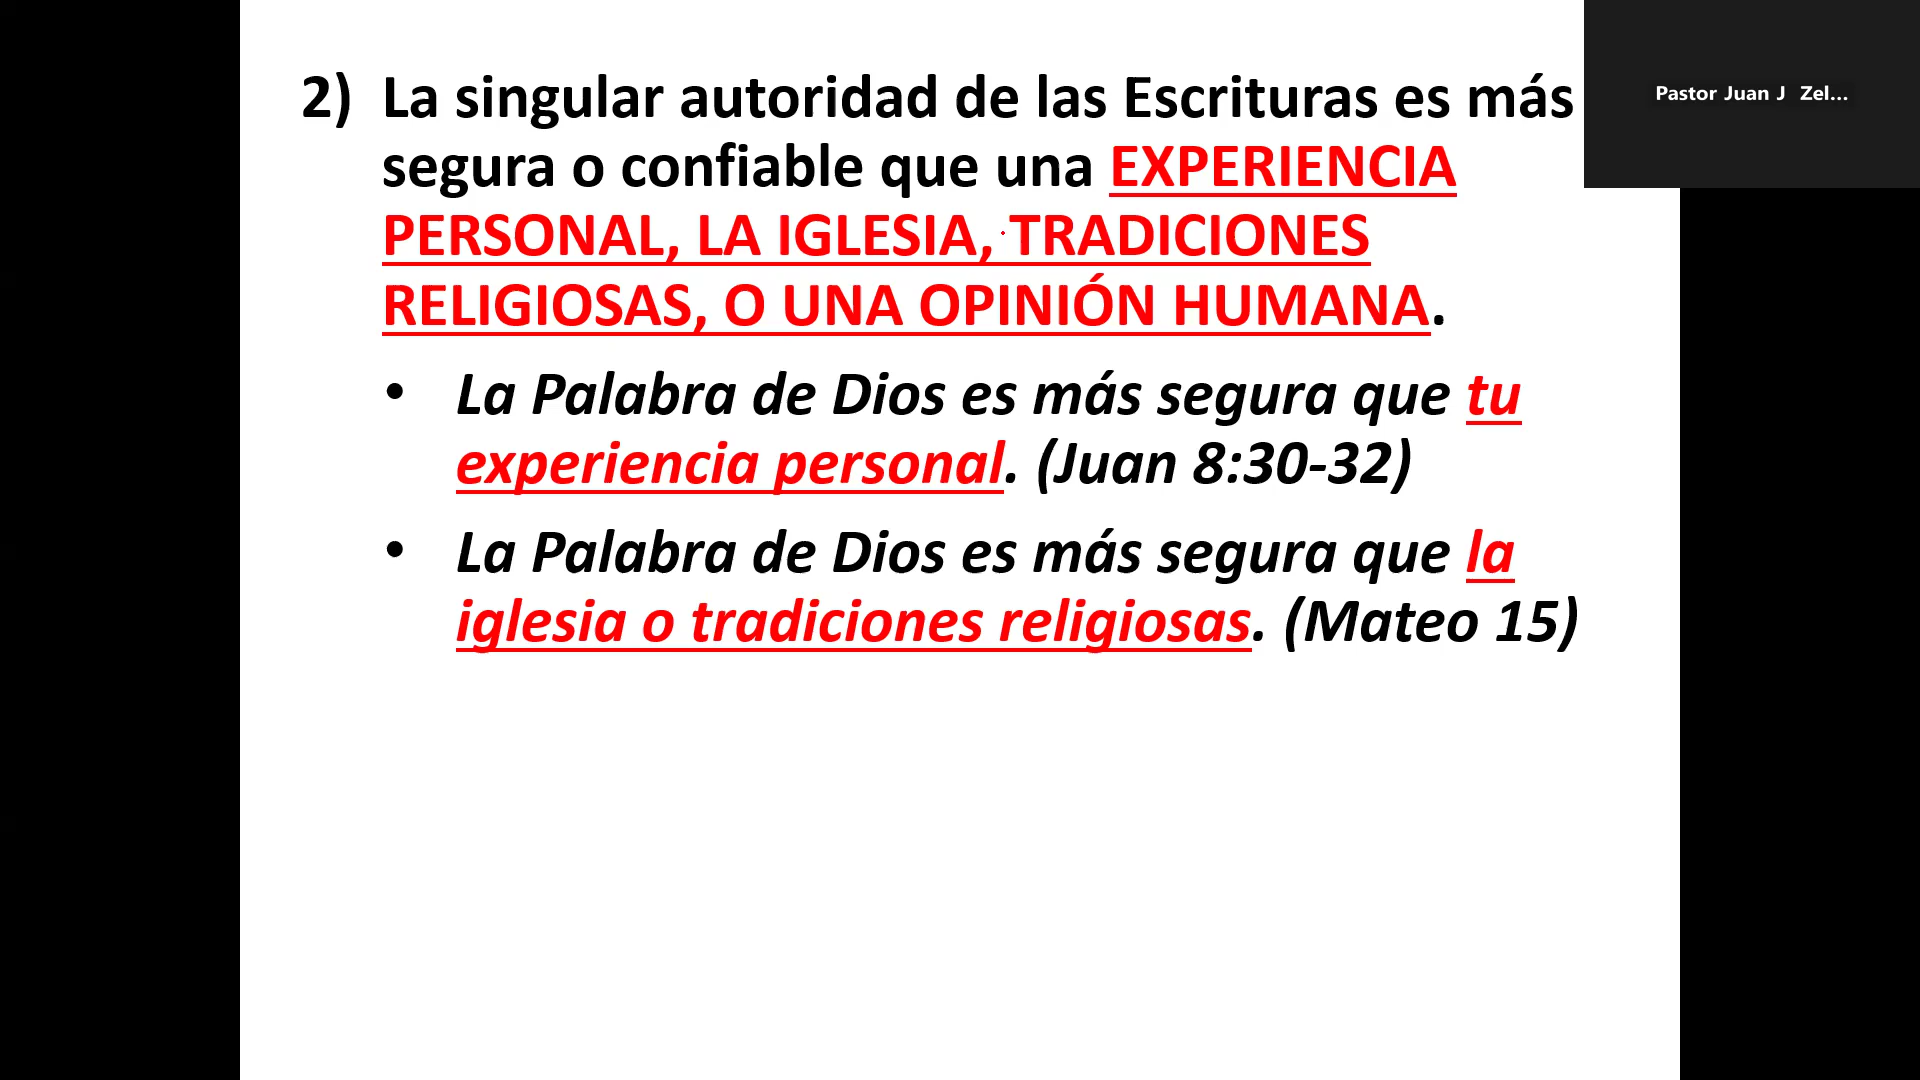 2) La singular autoridad de las Escrituras es más
segura o confiable que una EXPERIENCIA
PERSONAL, LA IGLESIA, TRADICIONES
RELIGIOSAS, O UNA OPINIÓN HUMANA.
• La Palabra de Dios es más segura que tu
experiencia personal. (Juan 8:30-32)
• La Palabra de Dios es más segura que la
iglesia o tradiciones religiosas. (Mateo 15)
Pastor Juan J Zel...